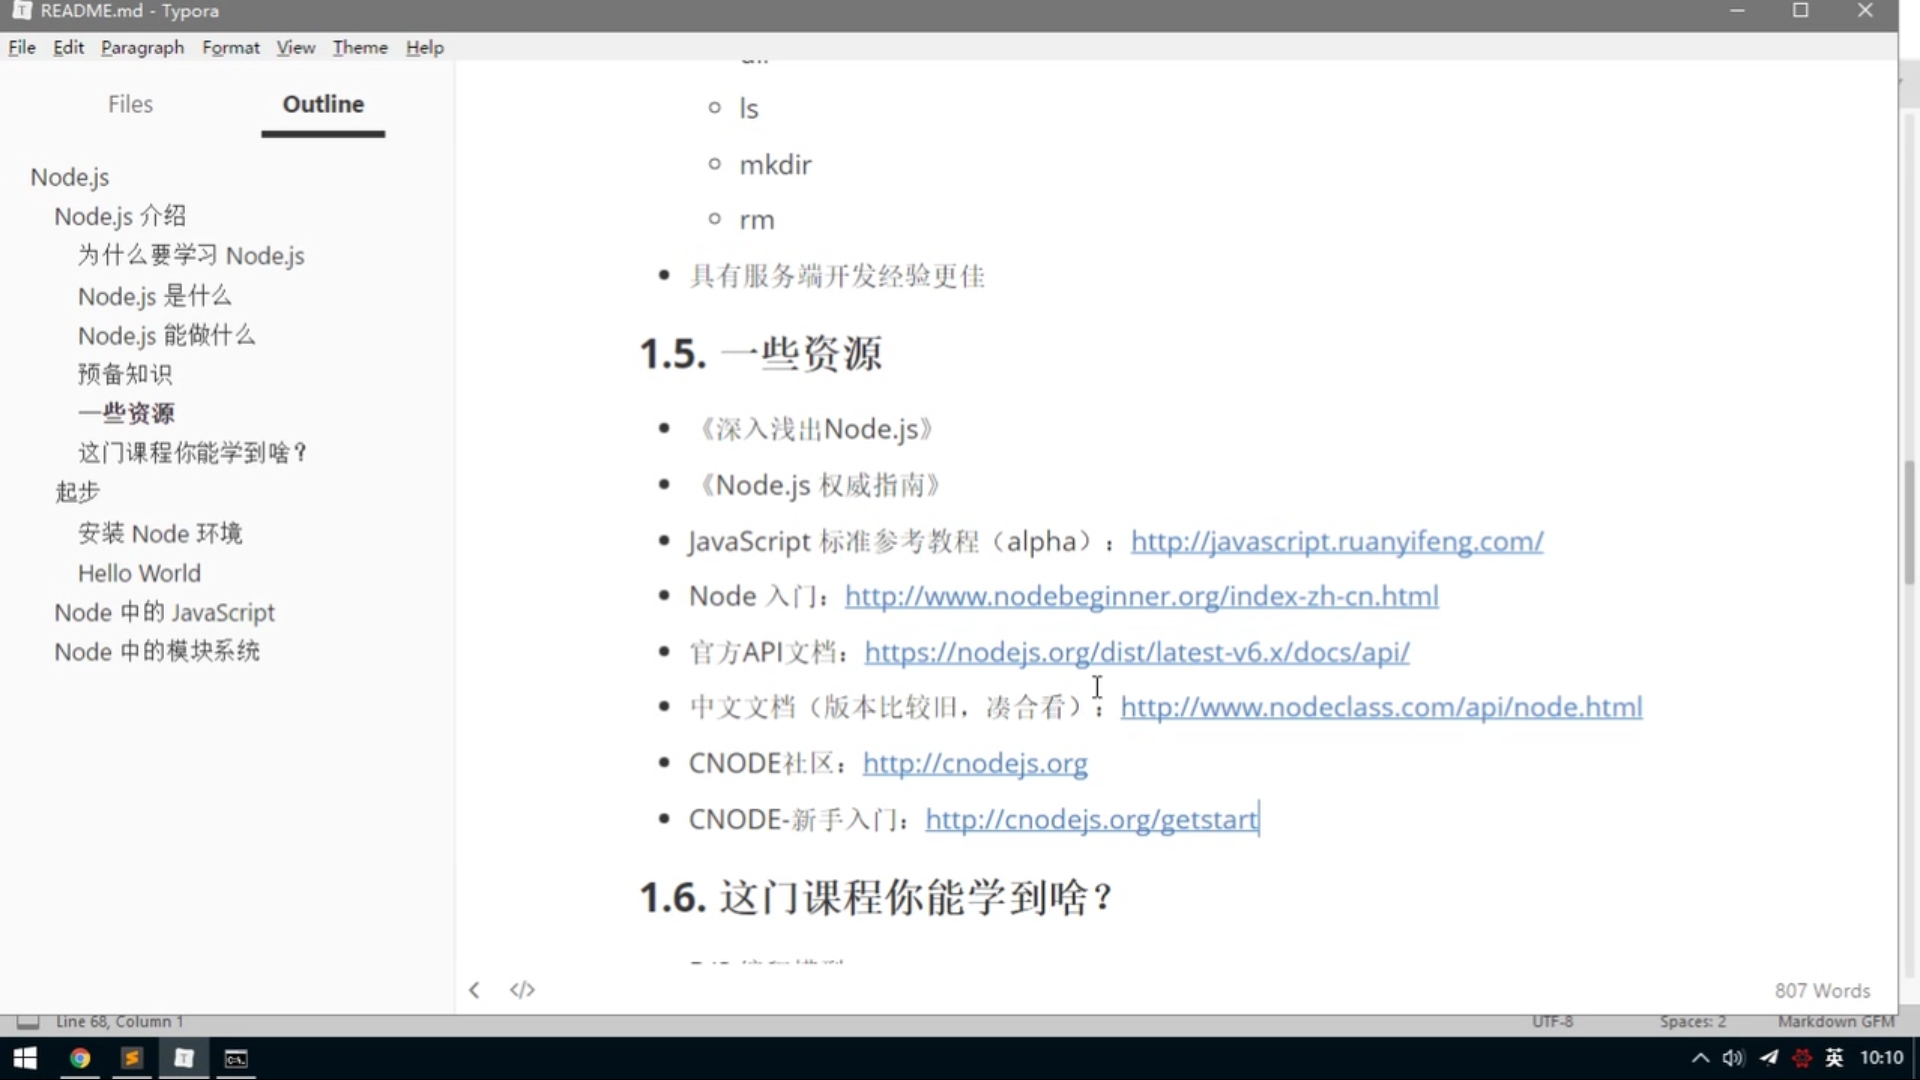 README.md - Typora
File Edit Paragraph Format View Theme Help
Files Outline
Node.js
Node.js 介绍
为什么要学习 Node.js
Node.js 是什么
Node.js 能做什么
预备知识
一些资源
这门课程你能学到啥？
起步
安装 Node 环境
Hello World
Node 中的 JavaScript
Node 中的模块系统
ls
mkdir
rm
具有服务端开发经验更佳
1.5. 一些资源
《深入浅出Node.js》
《Node.js 权威指南》
JavaScript 标准参考教程（alpha）：http://javascript.ruanyifeng.com/
Node 入门：http://www.nodebeginner.org/index-zh-cn.html
官方API文档：https://nodejs.org/dist/latest-v6.x/docs/api/
中文文档（版本比较旧，凑合看）：http://www.nodeclass.com/api/node.html
CNODE社区：http://cnodejs.org
CNODE-新手入门：http://cnodejs.org/getstart
1.6. 这门课程你能学到啥？
807 Words
Line 68, Column 1 UTF-8 Spaces: 2 Markdown GFM
英 10:10